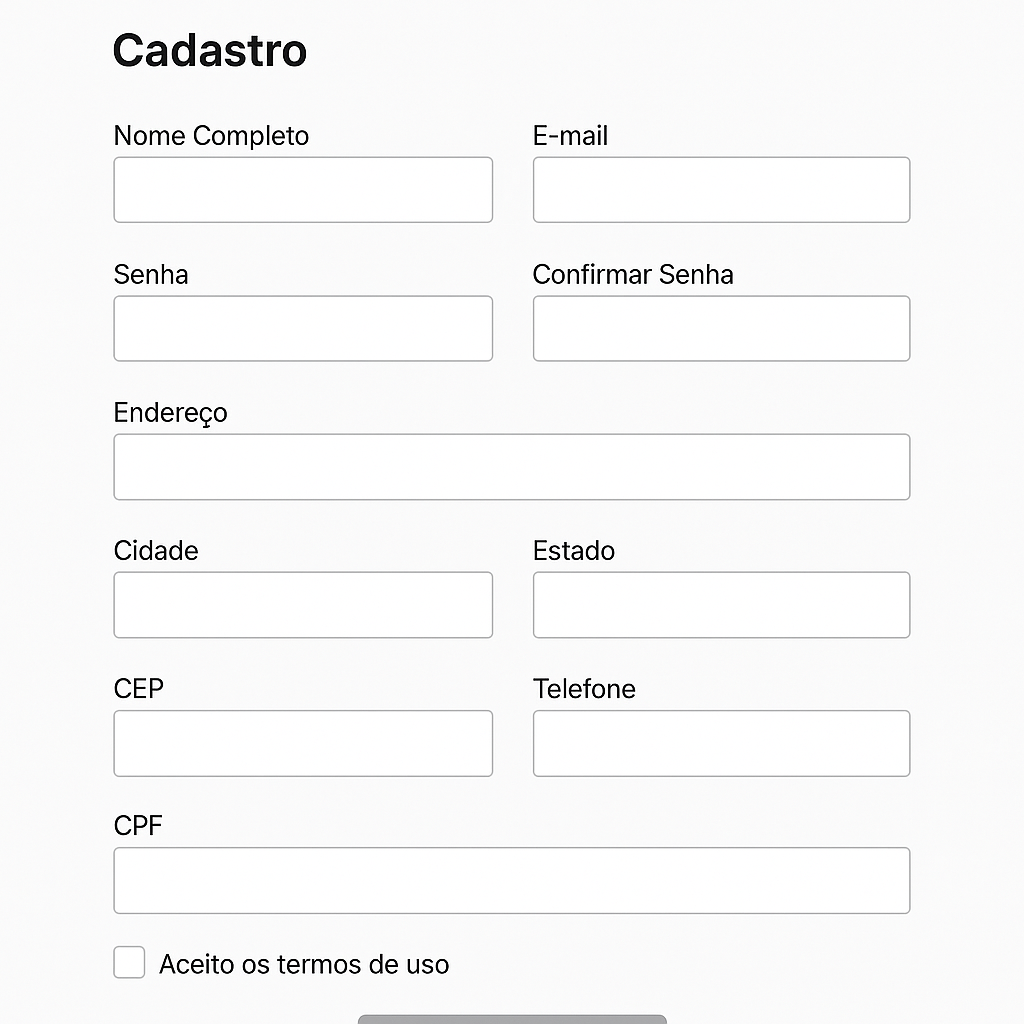 Cadastro
Nome Completo
E-mail
Senha
Confirmar Senha
Endereço
Cidade
Estado
CEP
Telefone
CPF
Aceito os termos de uso